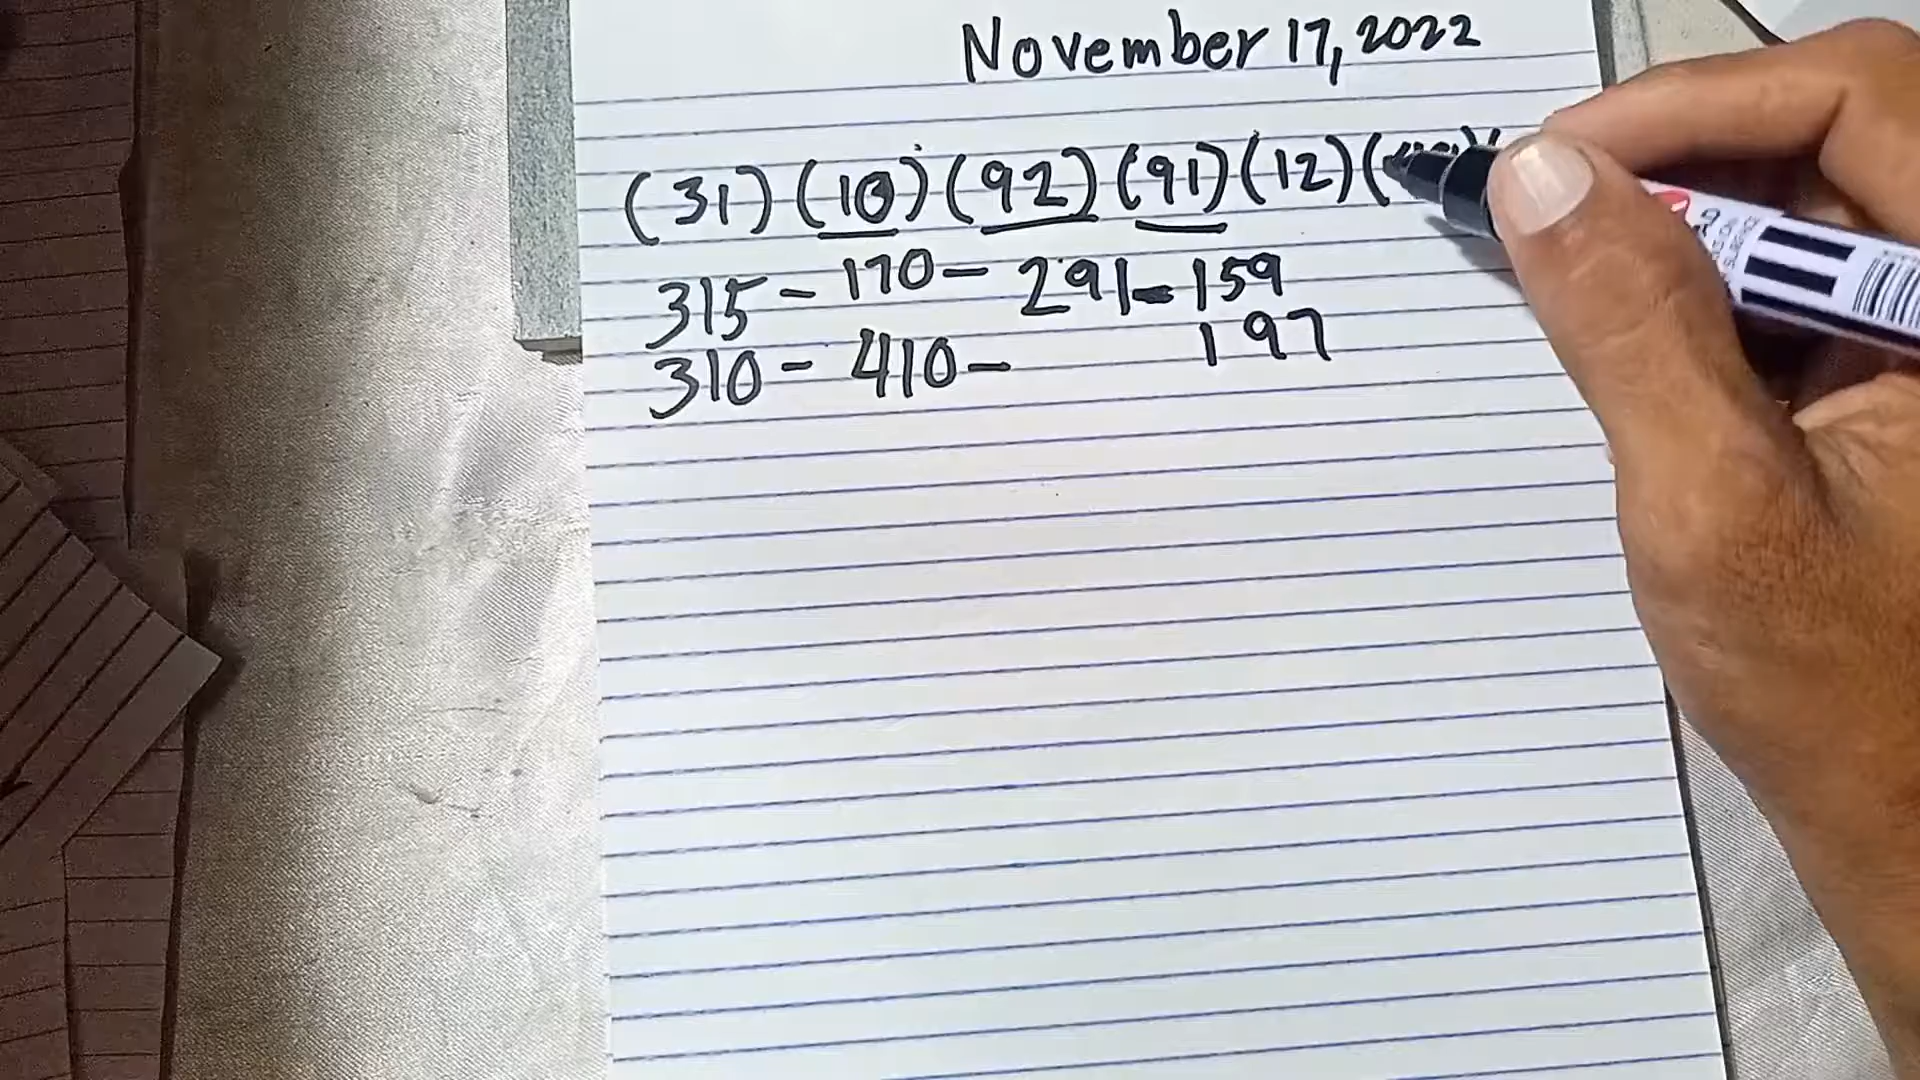 November 17, 2022
(31) (10) (92) (91) (12) (
315 - 170 - 291 - 159
310 - 410 - 197